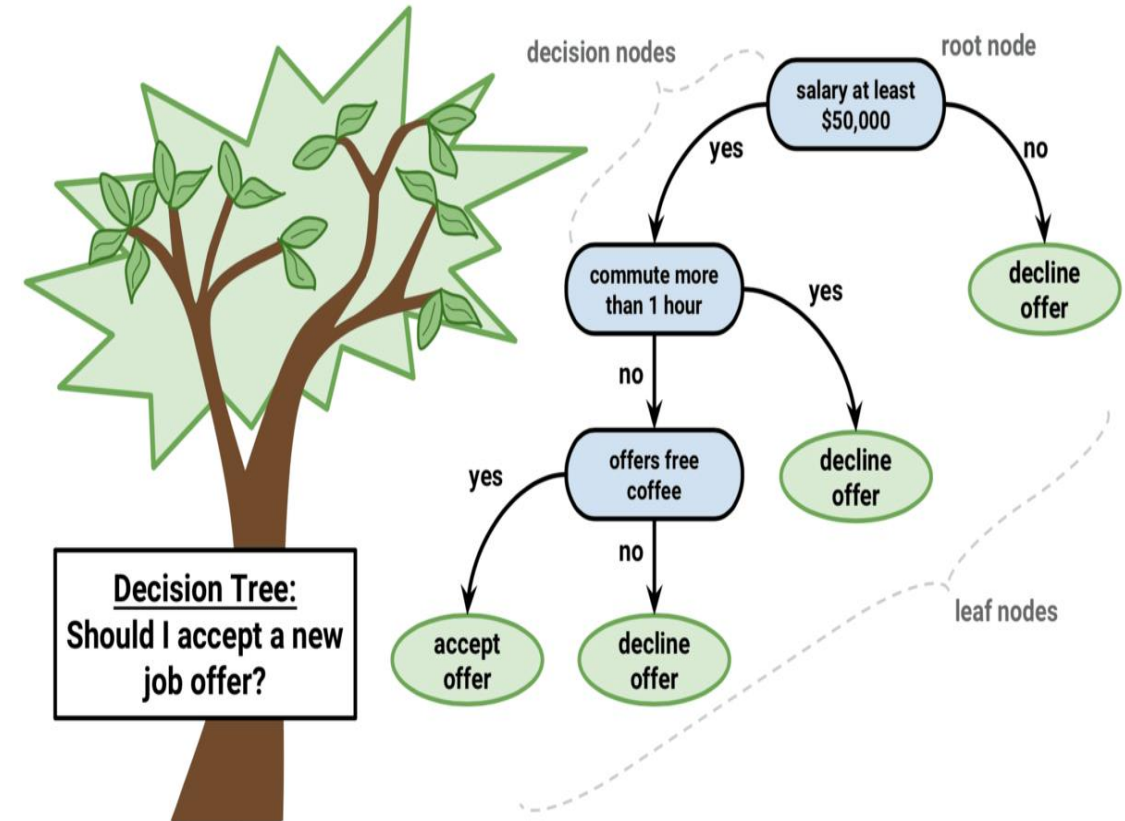 decision nodes
root node
salary at least
$50,000
yes
no
commute more
than 1 hour
yes
decline
offer
no
offers free
coffee
decline
offer
yes
no
leaf nodes
accept
offer
decline
offer
Decision Tree:
Should I accept a new
job offer?